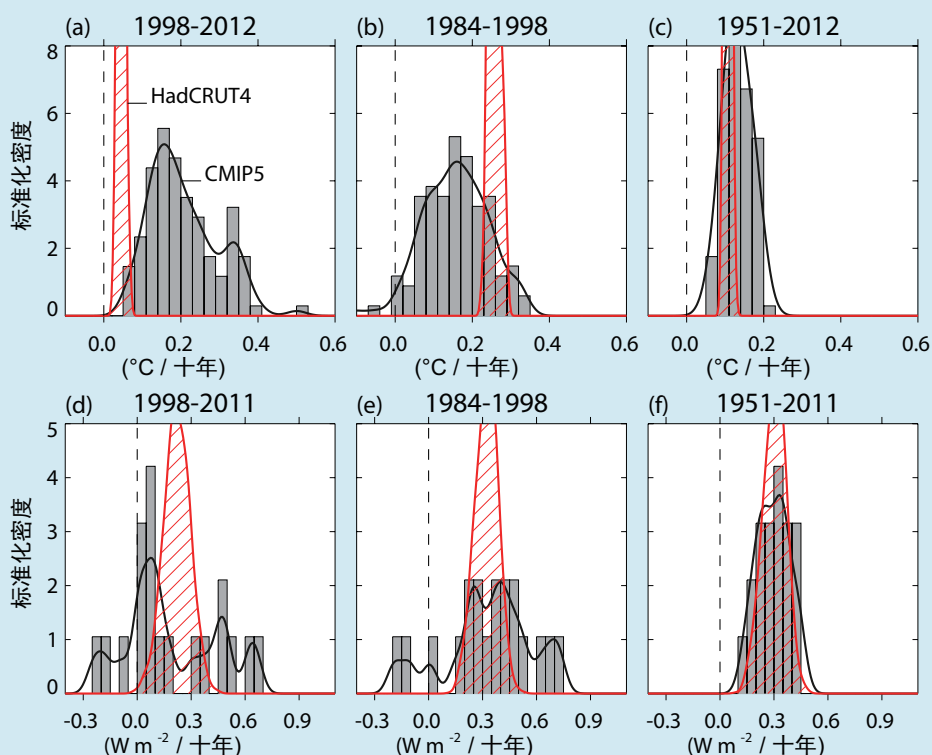 (a) 1998-2012
(b) 1984-1998
(c) 1951-2012
标准化密度
8
6
4
2
0
HadCRUT4
CMIP5
0.0 0.2 0.4 0.6
0.0 0.2 0.4 0.6
0.0 0.2 0.4 0.6
(°C / 十年)
(°C / 十年)
(°C / 十年)
(d) 1998-2011
(e) 1984-1998
(f) 1951-2011
标准化密度
5
4
3
2
1
0
-0.3 0.0 0.3 0.6 0.9
-0.3 0.0 0.3 0.6 0.9
-0.3 0.0 0.3 0.6 0.9
(W m⁻² / 十年)
(W m⁻² / 十年)
(W m⁻² / 十年)